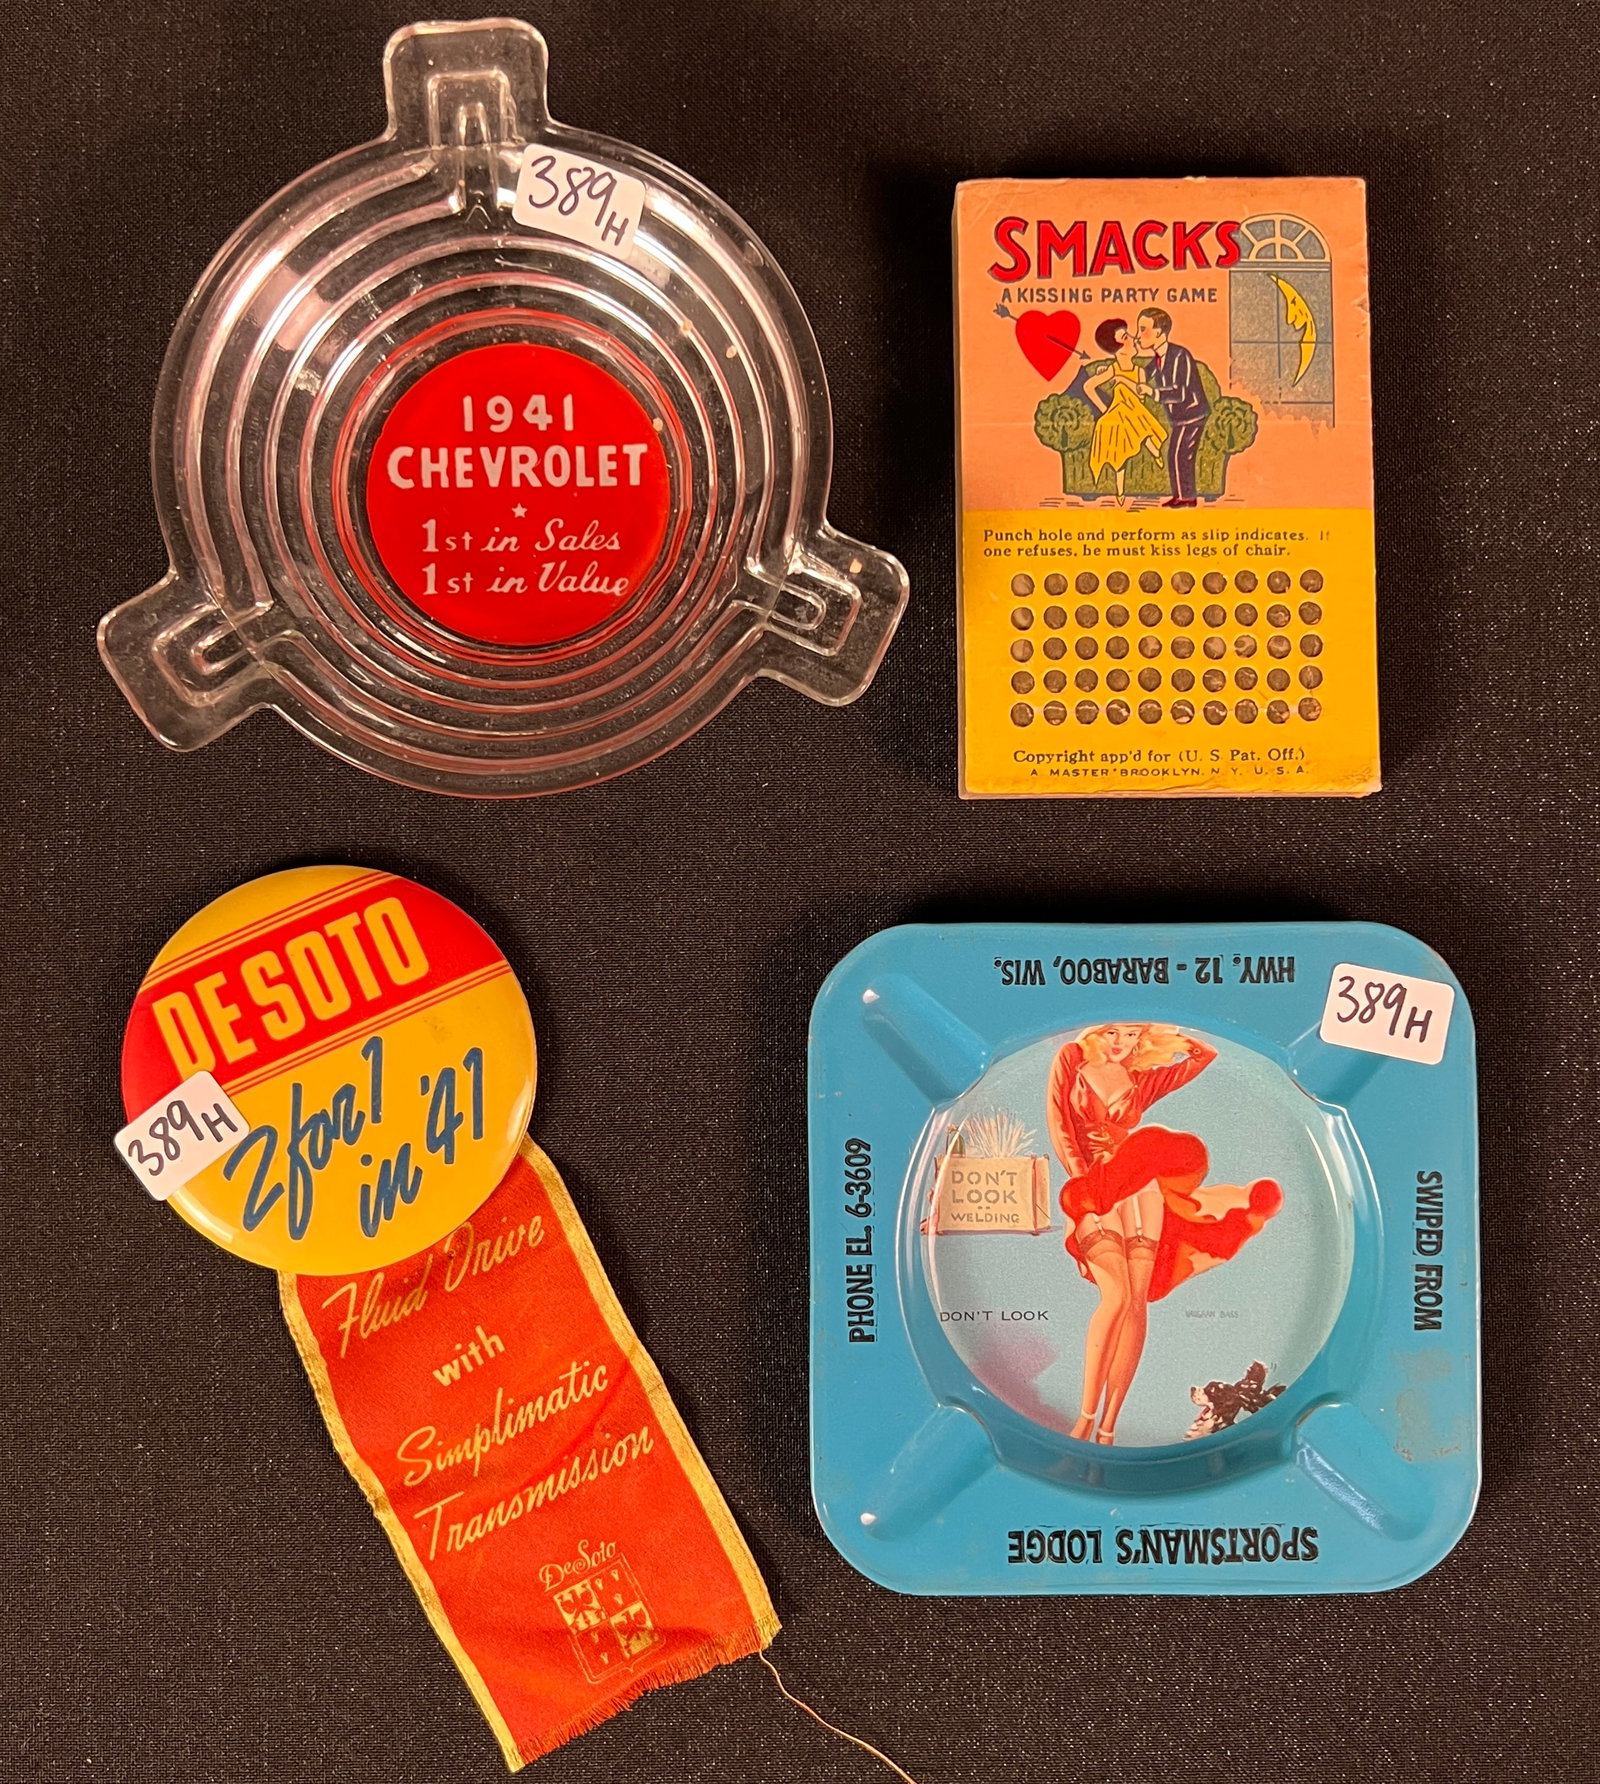 389H
1941
CHEVROLET
1st in Sales
1st in Value
SMACKS
A KISSING PARTY GAME
Punch hole and perform as slip indicates. If
one refuses, be must kiss legs of chair.
Copyright app'd for (U. S. Pat. Off.)
A MASTER BROOKLYN, N. Y. U. S. A.
DE SOTO
2 for 1
in '41
389H
Fluid Drive
with
Simplimatic
Transmission
DeSoto
HWY. 12 - BARABOO, WIS.
389H
PHONE EL. 6-3609
SWIPED FROM
SPORTSMAN'S LODGE
DON'T
LOOK
WELDING
DON'T LOOK